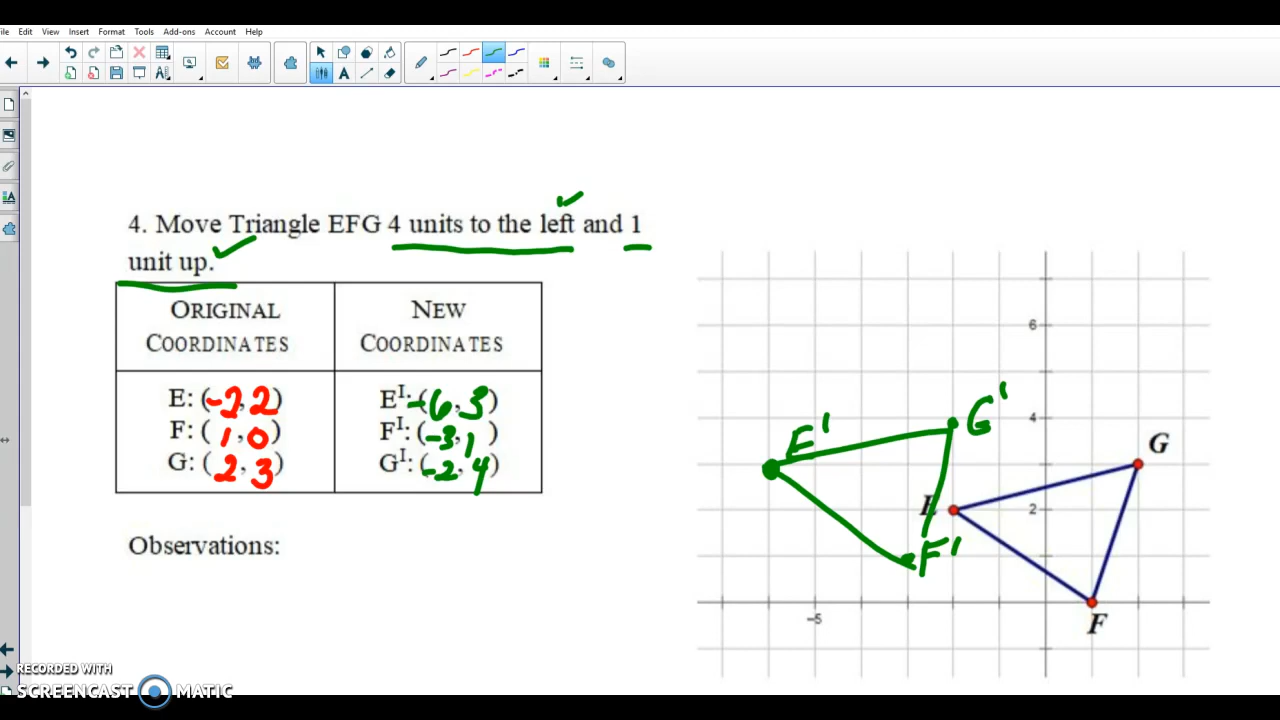 ile Edit View Insert Format Tools Add-ons Account Help
4. Move Triangle EFG 4 units to the left and 1
unit up.
ORIGINAL COORDINATES
NEW COORDINATES
E: (-2, 2)
F: (1, 0)
G: (2, 3)
E^I: (-6, 3)
F^I: (-3, 1)
G^I: (-2, 4)
Observations:
6
4
G'
E'
G
E
2
F'
-5
F
RECORDED WITH
SCREENCAST MATIC